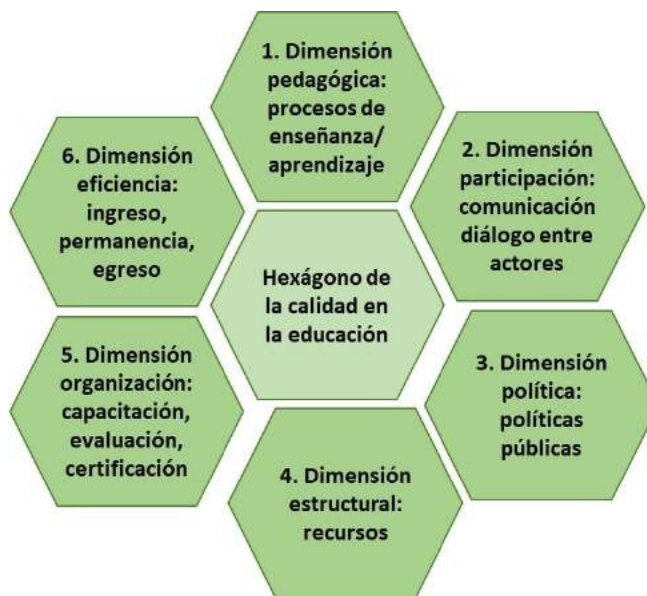 1. Dimensión
pedagógica:
procesos de
enseñanza/
aprendizaje
2. Dimensión
participación:
comunicación
diálogo entre
actores
3. Dimensión
política:
políticas
públicas
4. Dimensión
estructural:
recursos
5. Dimensión
organización:
capacitación,
evaluación,
certificación
6. Dimensión
eficiencia:
ingreso,
permanencia,
egreso
Hexágono de
la calidad en
la educación